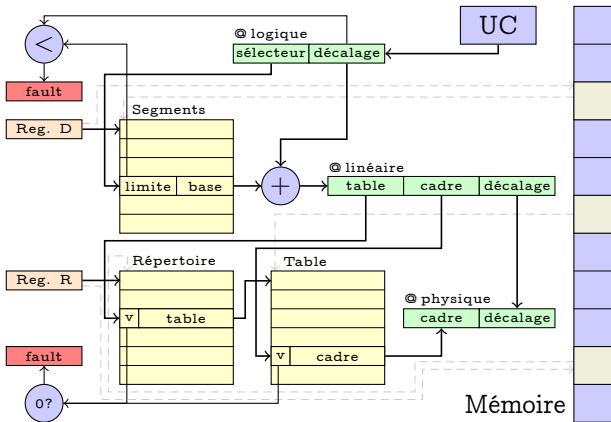 UC
@ logique
<
sélecteur décalage
fault
Segments
Reg. D
@ linéaire
limite base
+
table cadre décalage
Répertoire
Table
Reg. R
@ physique
v table
cadre décalage
fault
v cadre
0?
Mémoire